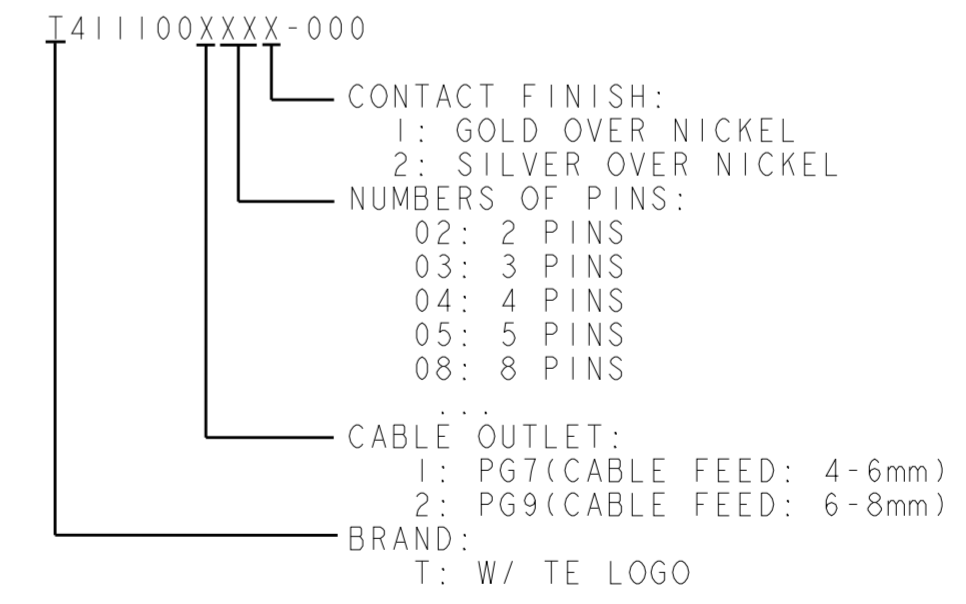 T411100XXXX-000
CONTACT FINISH:
1: GOLD OVER NICKEL
2: SILVER OVER NICKEL
NUMBERS OF PINS:
02: 2 PINS
03: 3 PINS
04: 4 PINS
05: 5 PINS
08: 8 PINS
...
CABLE OUTLET:
1: PG7(CABLE FEED: 4-6mm)
2: PG9(CABLE FEED: 6-8mm)
BRAND:
T: W/ TE LOGO